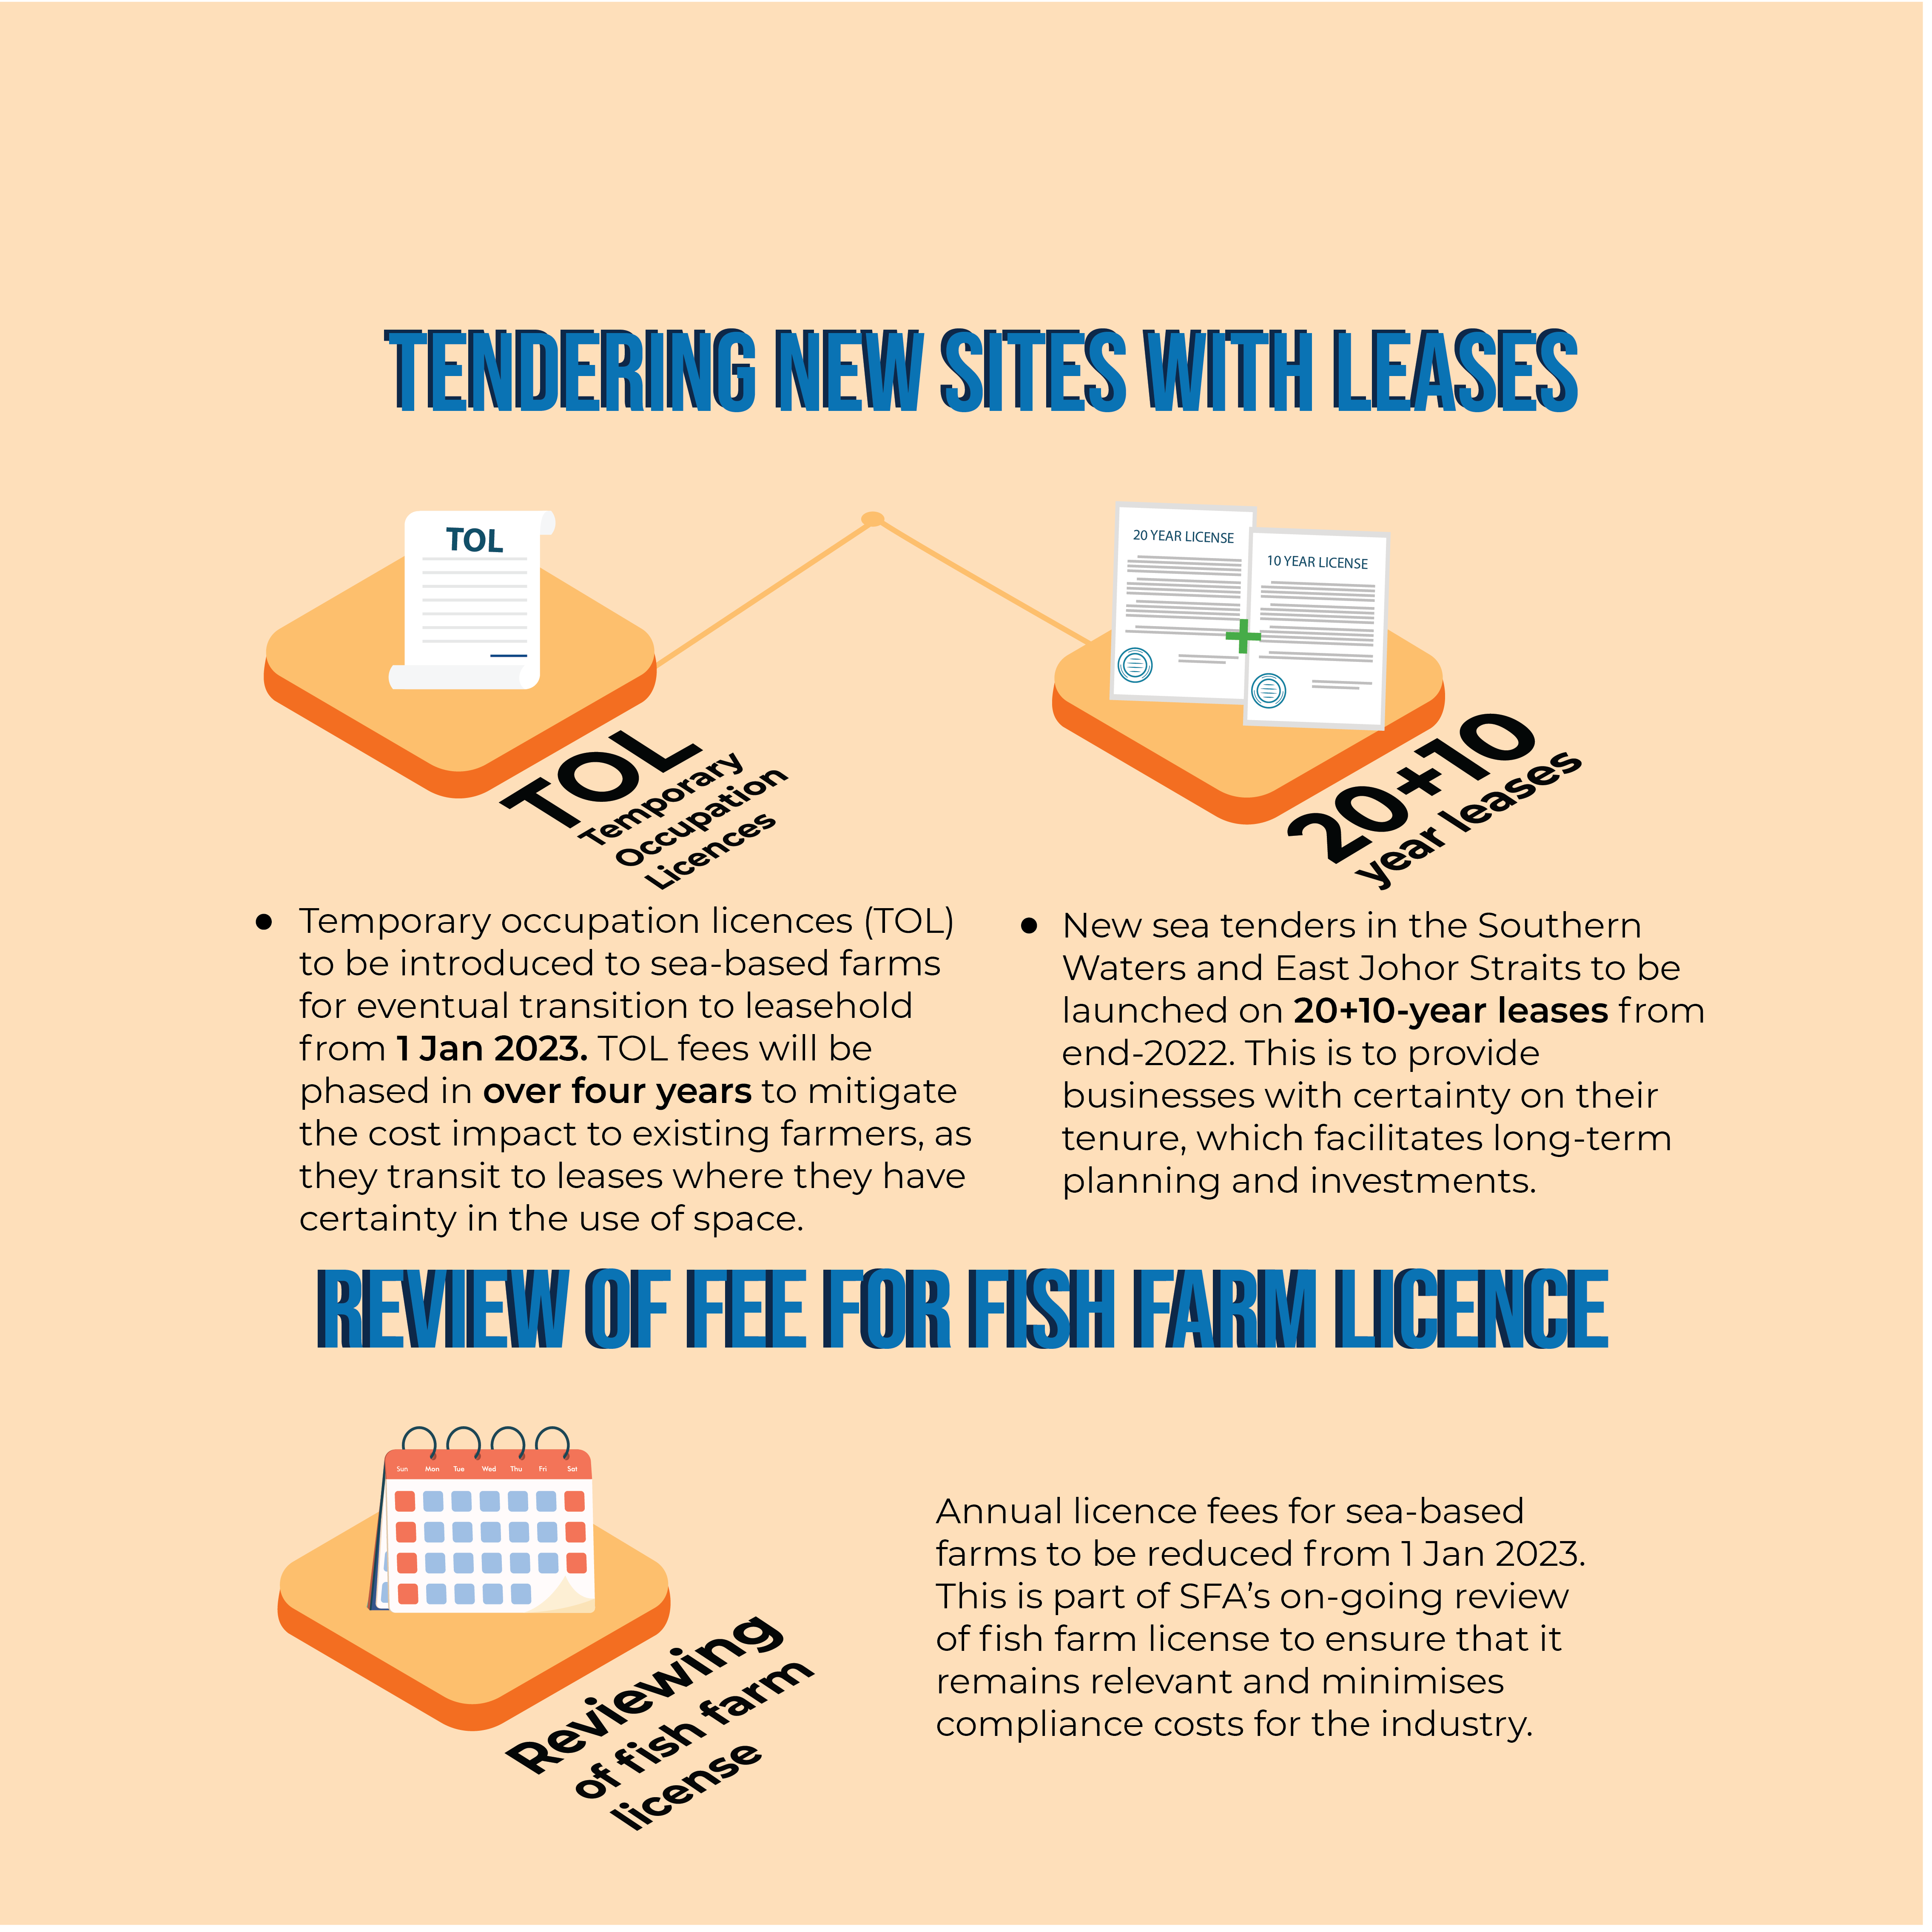 TENDERING NEW SITES WITH LEASES
TOL
20 YEAR LICENSE
10 YEAR LICENSE
TOL
Temporary
Occupation
Licences
20+10
year leases
● Temporary occupation licences (TOL)
to be introduced to sea-based farms
for eventual transition to leasehold
from 1 Jan 2023. TOL fees will be
phased in over four years to mitigate
the cost impact to existing farmers, as
they transit to leases where they have
certainty in the use of space.
● New sea tenders in the Southern
Waters and East Johor Straits to be
launched on 20+10-year leases from
end-2022. This is to provide
businesses with certainty on their
tenure, which facilitates long-term
planning and investments.
REVIEW OF FEE FOR FISH FARM LICENCE
Sun Mon Tue Wed Thu Fri Sat
Reviewing
of fish farm
license
Annual licence fees for sea-based
farms to be reduced from 1 Jan 2023.
This is part of SFA’s on-going review
of fish farm license to ensure that it
remains relevant and minimises
compliance costs for the industry.